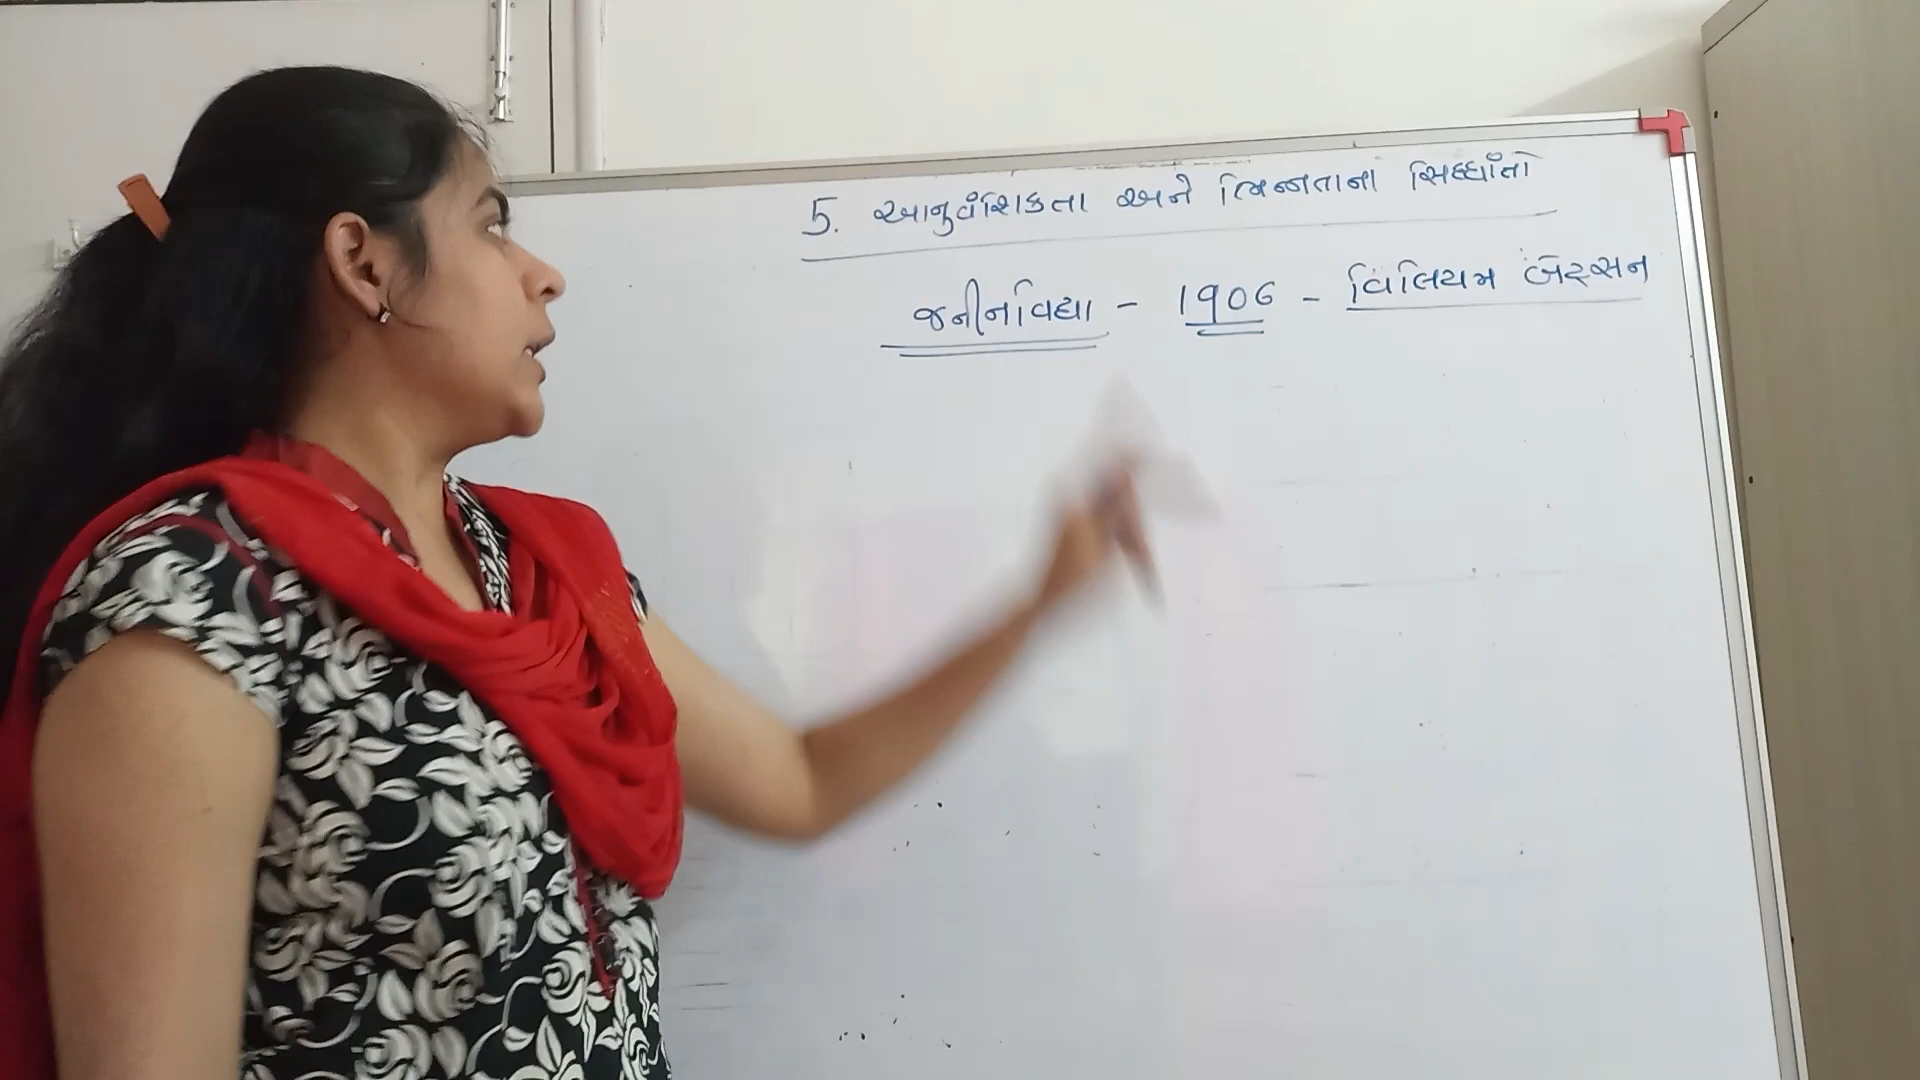 5. આનુવંશિકતા અને ભિન્નતાના સિદ્ધાંતો
જનીનવિદ્યા - 1906 - વિલિયમ બેટ્સન